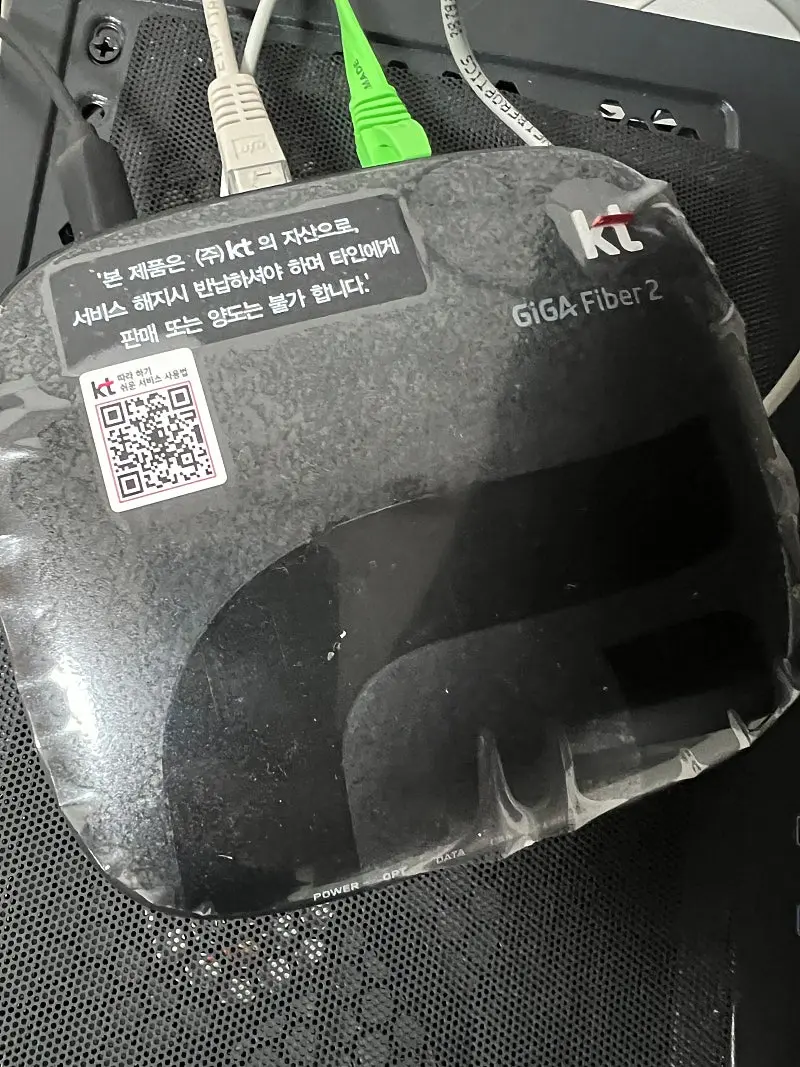 MADE
BEROPTICS
kt
GiGA Fiber 2
'본 제품은 (주)kt 의 자산으로,
서비스 해지시 반납하셔야 하며 타인에게
판매 또는 양도는 불가 합니다.'
kt 따라 하기
쉬운 서비스 사용법
POWER OPT DATA